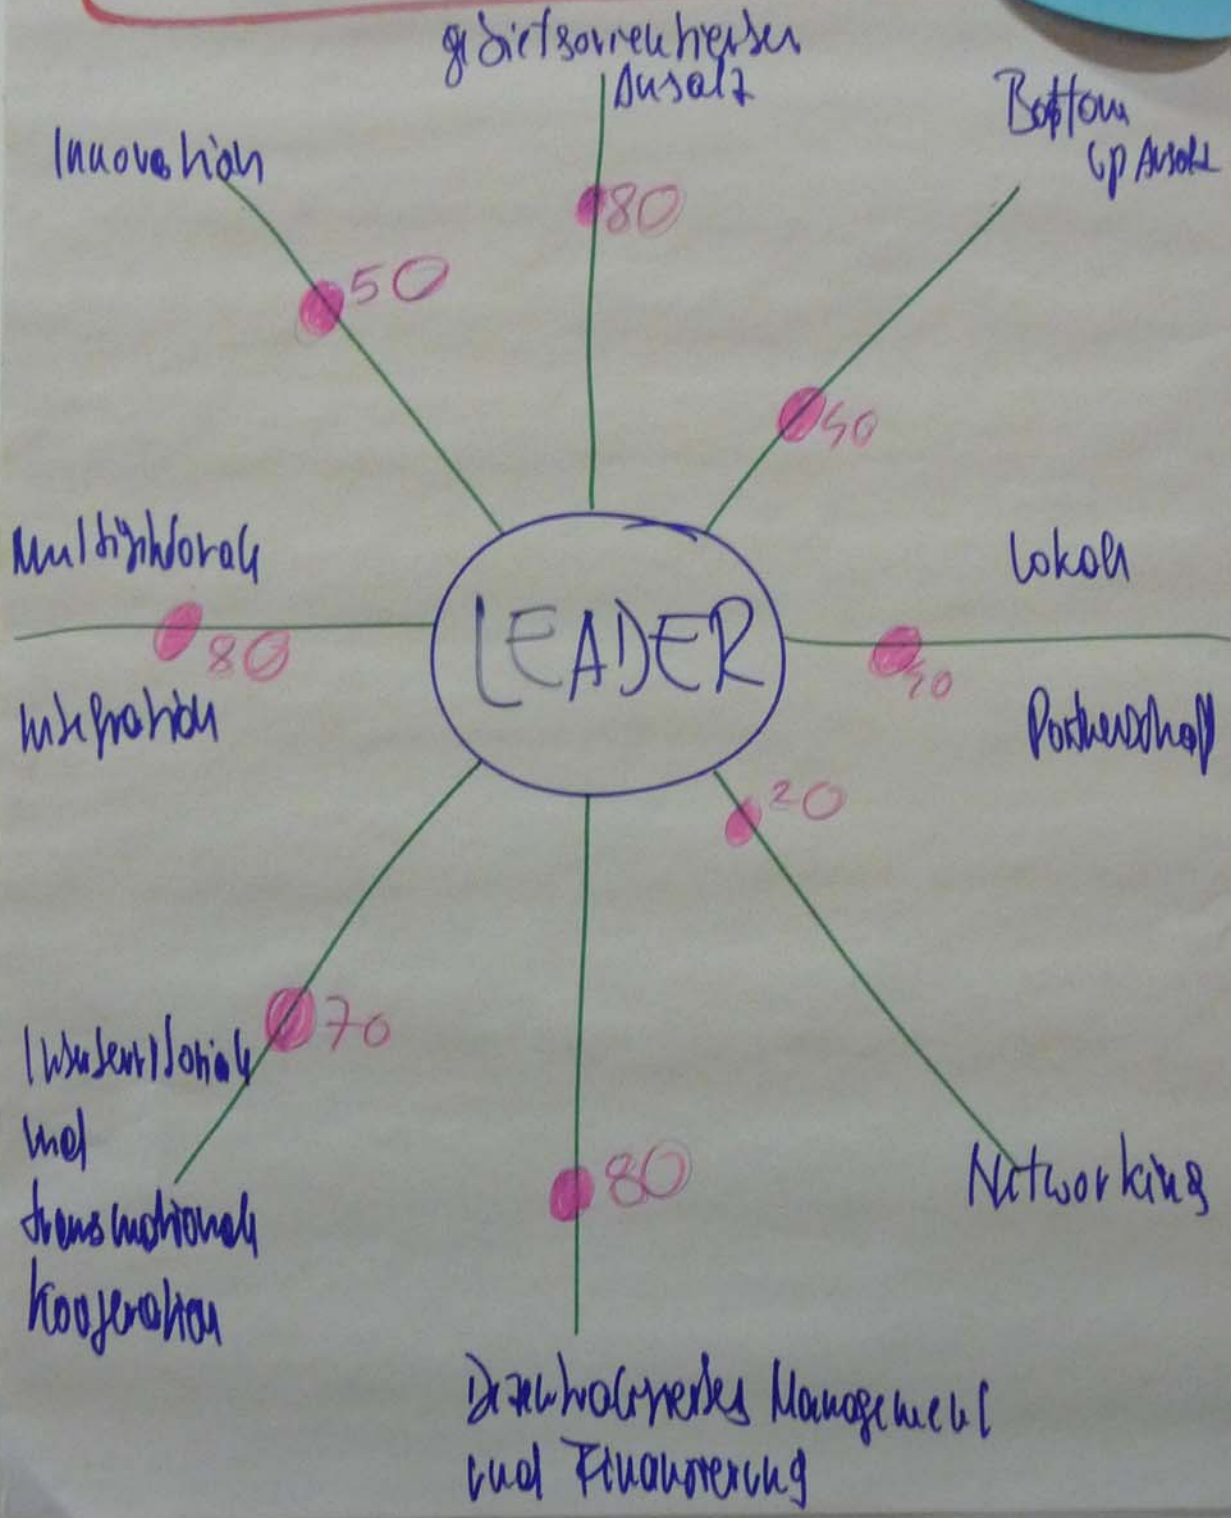 gebietsorientierter
Ansatz
Bottom
up Ansatz
Innovation
80
50
40
Multisektorale
Lokale
LEADER
80
40
Integration
Partnerschaft
20
70
Interterritoriale
und
transnationale
Kooperation
80
Networking
Dezentralisiertes Management
und Finanzierung